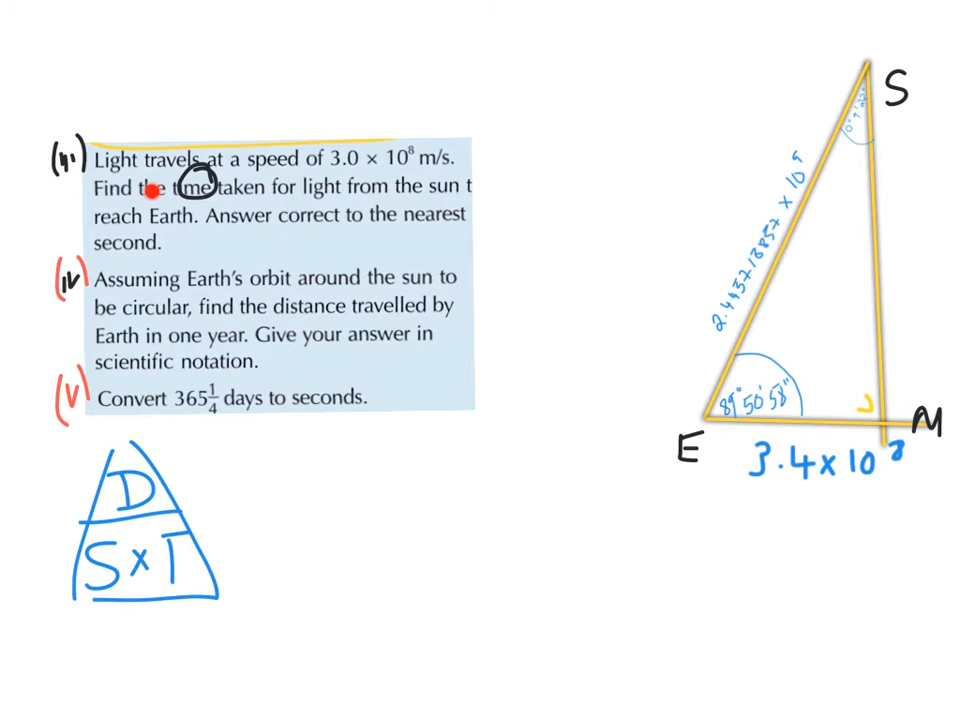 (iii) Light travels at a speed of 3.0 × 10⁸ m/s.
Find the time taken for light from the sun t
reach Earth. Answer correct to the nearest
second.
(iv) Assuming Earth's orbit around the sun to
be circular, find the distance travelled by
Earth in one year. Give your answer in
scientific notation.
(v) Convert 365¼ days to seconds.
D
S × T
S
89° 50' 58"
E
M
3.4 × 10⁸